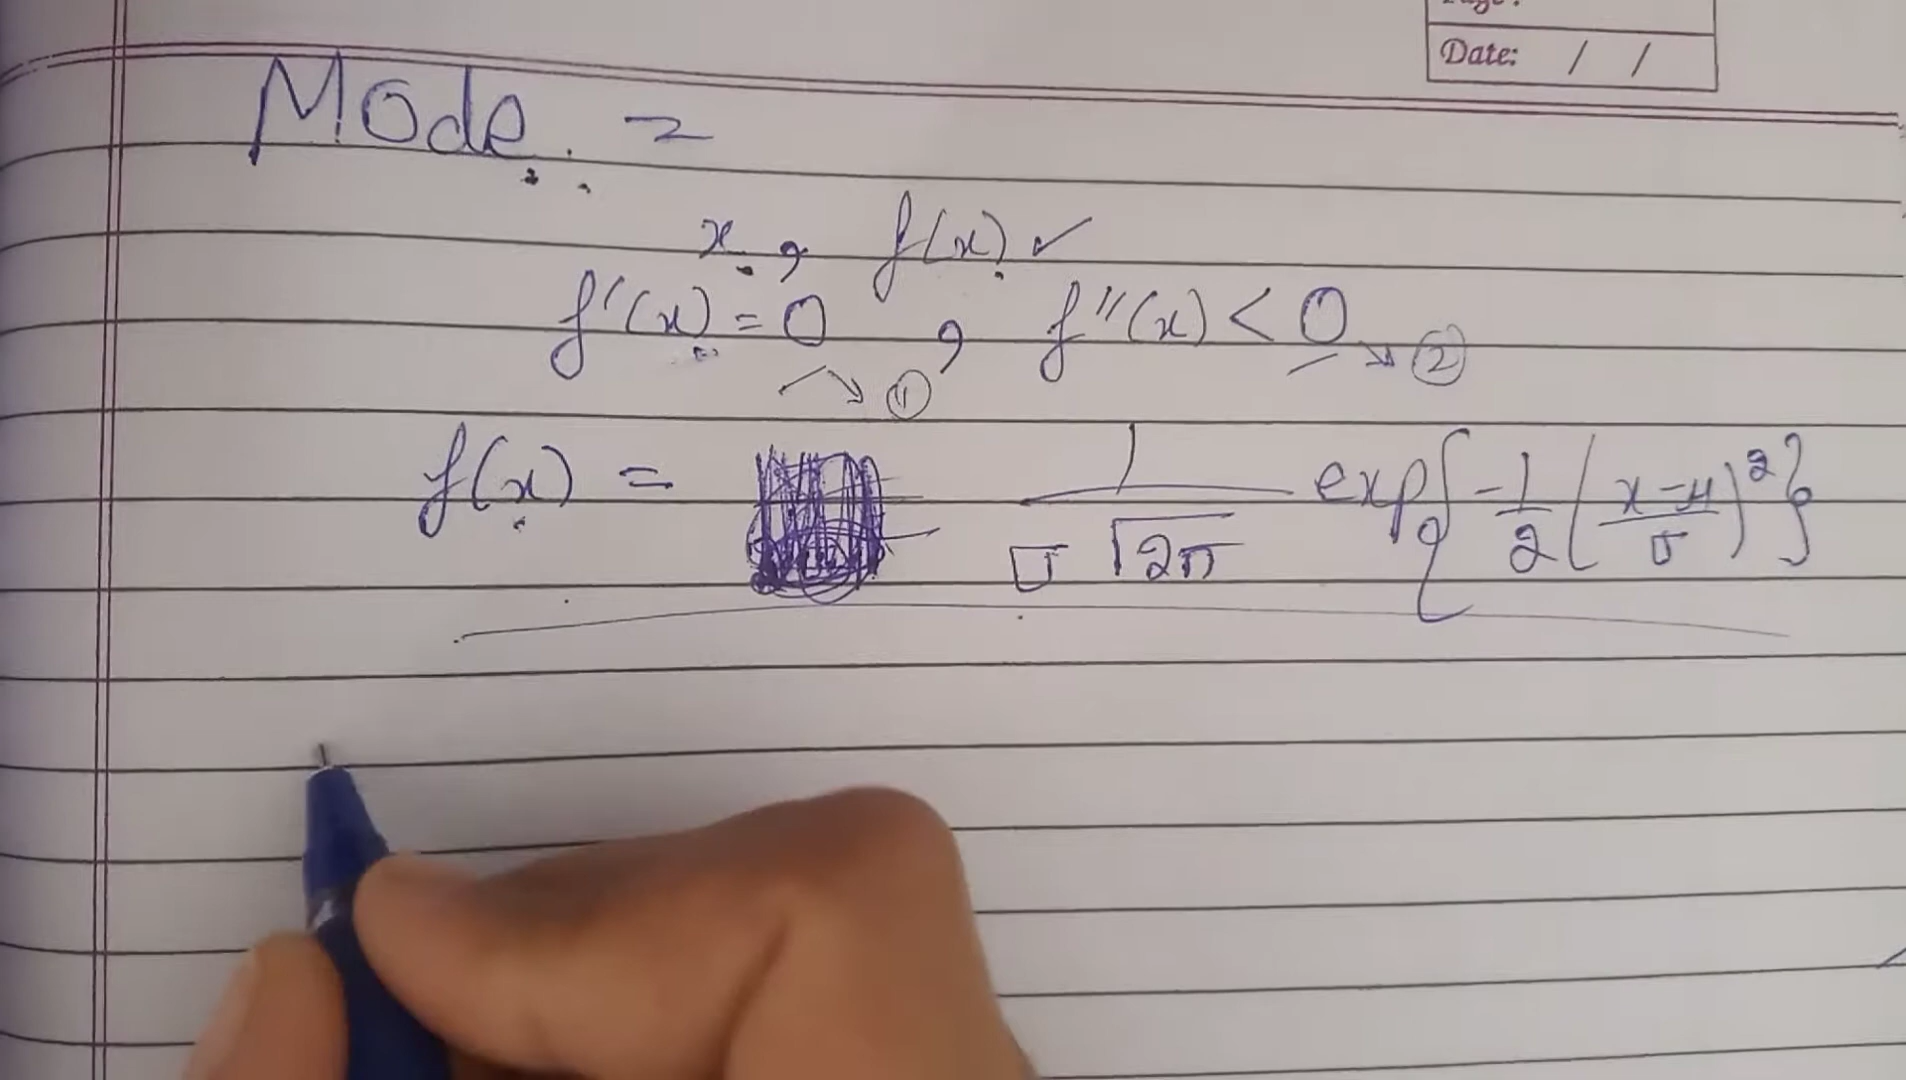 Date: / /
Mode =
x, f(x) ✓
f'(x) = 0 , f''(x) < 0 → ②
→ ①
f(x) = 1/(σ √2π) exp{-1/2 ((x-μ)/σ)²}